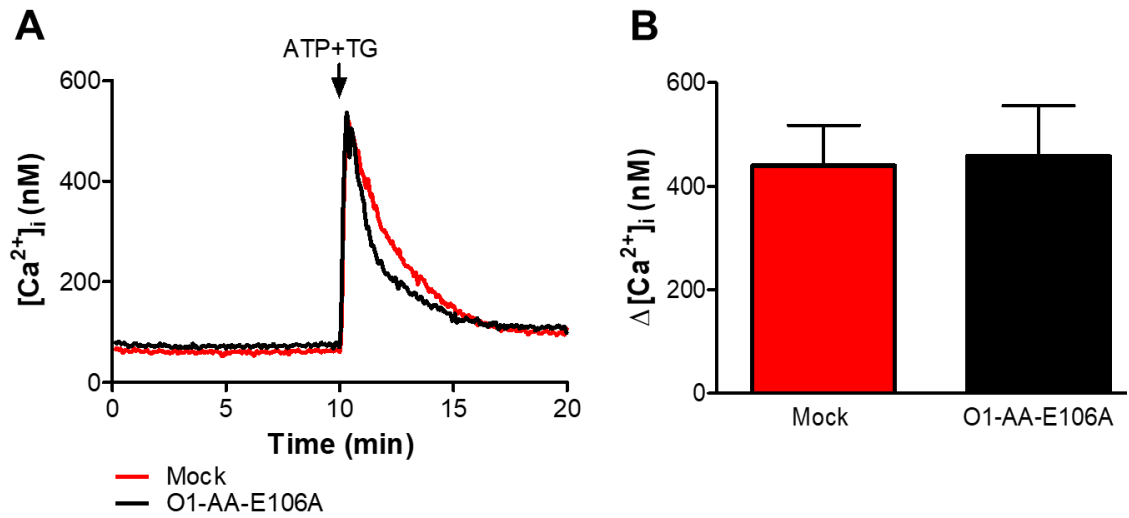 A
ATP+TG
600
400
200
0
[Ca²⁺]ᵢ (nM)
0 5 10 15 20
Time (min)
Mock
O1-AA-E106A
B
600
400
200
0
Δ[Ca²⁺]ᵢ (nM)
Mock O1-AA-E106A